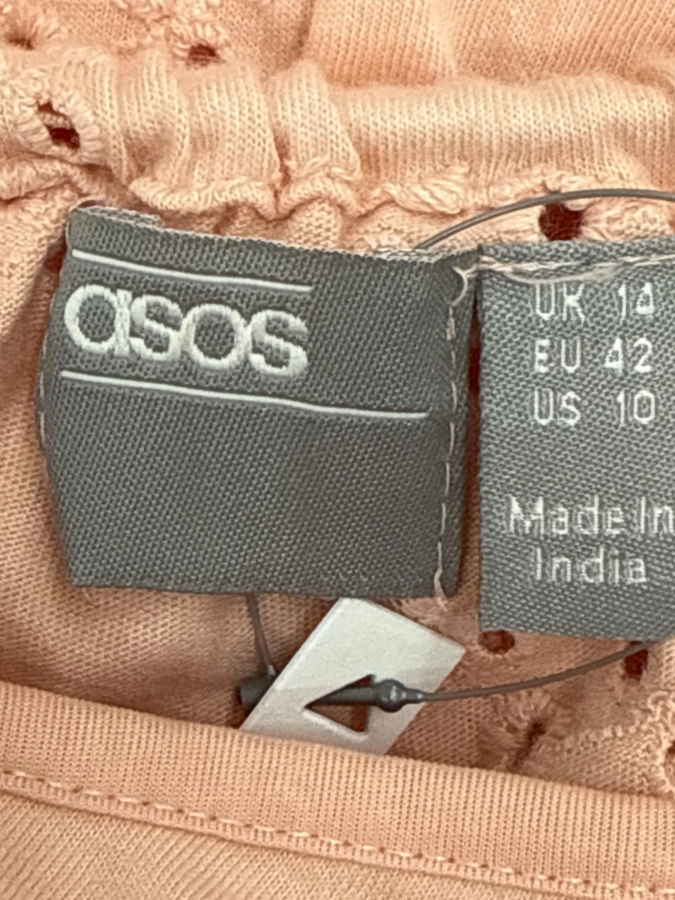 asos
UK 14
EU 42
US 10
Made In
India